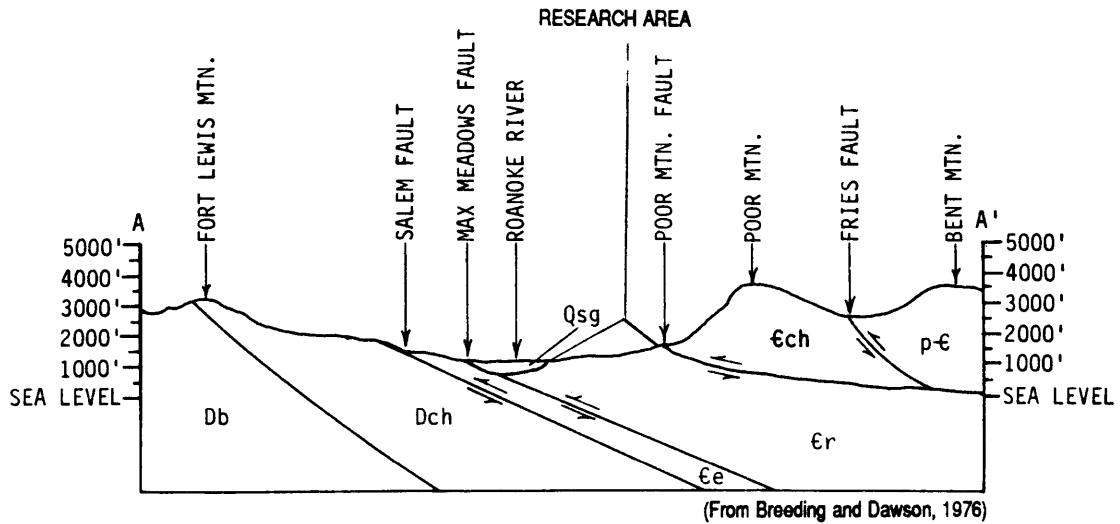 RESEARCH AREA
FORT LEWIS MTN.
SALEM FAULT
MAX MEADOWS FAULT
ROANOKE RIVER
POOR MTN. FAULT
POOR MTN.
FRIES FAULT
BENT MTN.
A
A'
5000'
4000'
3000'
2000'
1000'
SEA LEVEL
5000'
4000'
3000'
2000'
1000'
SEA LEVEL
Qsg
Єch
p-Є
Db
Dch
Єr
Єe
(From Breeding and Dawson, 1976)